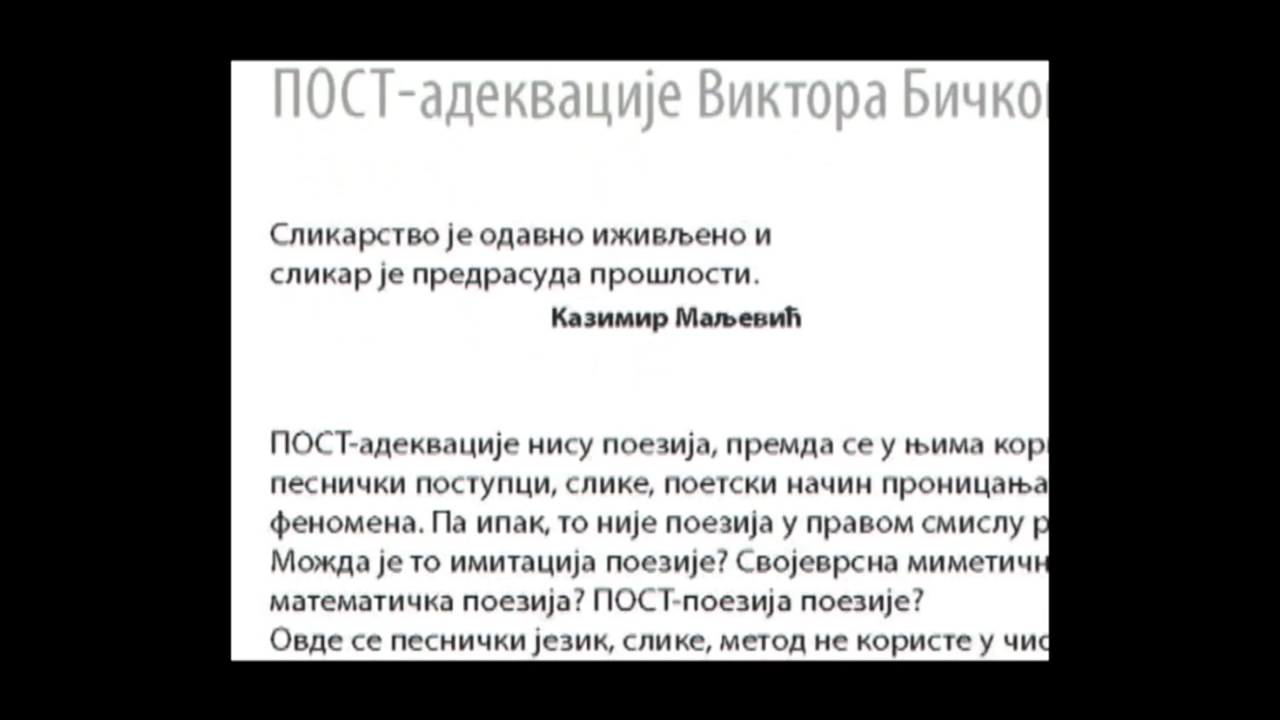 ПОСТ-адеквације Виктора Бичко
Сликарство је одавно иживљено и
сликар је предрасуда прошлости.
Казимир Маљевић
ПОСТ-адеквације нису поезија, премда се у њима кор
песнички поступци, слике, поетски начин проницања
феномена. Па ипак, то није поезија у правом смислу р
Можда је то имитација поезије? Својеврсна миметичн
математичка поезија? ПОСТ-поезија поезије?
Овде се песнички језик, слике, метод не користе у чис